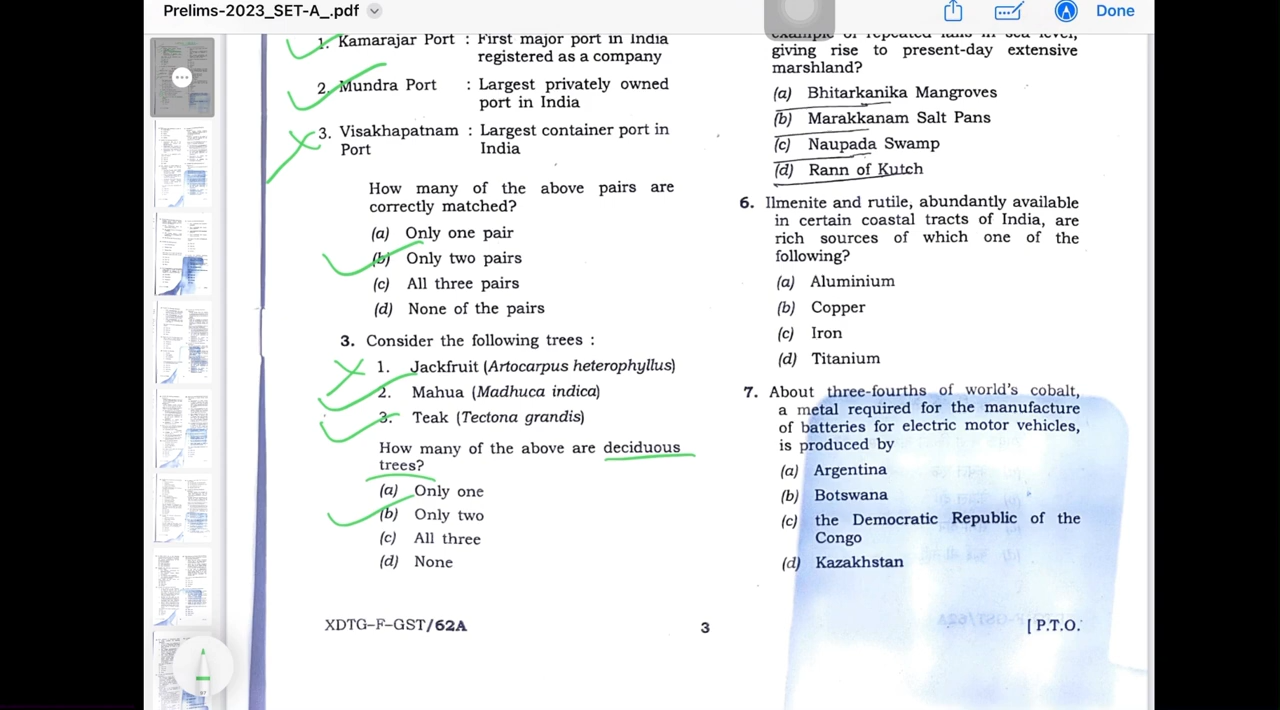 Prelims-2023_SET-A_.pdf
Done
1. Kamarajar Port : First major port in India
registered as a company
2. Mundra Port : Largest privately owned
port in India
3. Visakhapatnam : Largest container port in
Port India
How many of the above pairs are
correctly matched?
(a) Only one pair
(b) Only two pairs
(c) All three pairs
(d) None of the pairs
3. Consider the following trees :
1. Jackfruit (Artocarpus heterophyllus)
2. Mahua (Madhuca indica)
3. Teak (Tectona grandis)
How many of the above are deciduous
trees?
(a) Only one
(b) Only two
(c) All three
(d) None
XDTG-F-GST/62A
3
example of repeated falls in sea level,
giving rise to present-day extensive
marshland?
(a) Bhitarkanika Mangroves
(b) Marakkanam Salt Pans
(c) Naupada Swamp
(d) Rann of Kutch
6. Ilmenite and rutile, abundantly available
in certain coastal tracts of India, are
rich sources of which one of the
following?
(a) Aluminium
(b) Copper
(c) Iron
(d) Titanium
7. About three-fourths of world's cobalt,
a metal required for the manufacture
of batteries for electric motor vehicles,
is produced by
(a) Argentina
(b) Botswana
(c) the Democratic Republic of the
Congo
(d) Kazakhstan
[ P.T.O.